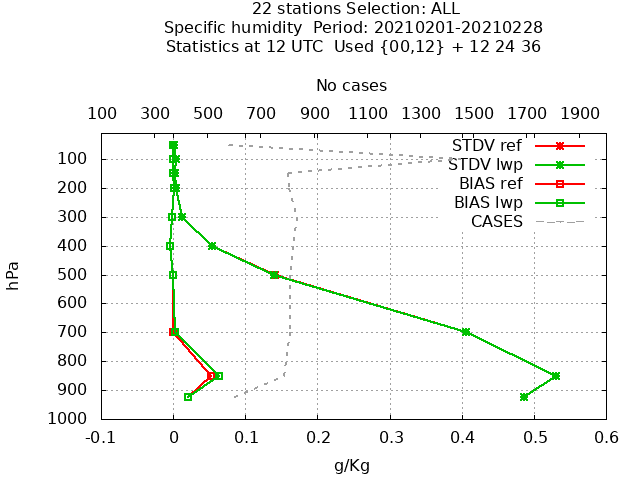 22 stations Selection: ALL
Specific humidity  Period: 20210201-20210228
Statistics at 12 UTC  Used {00,12} + 12 24 36
No cases
100 300 500 700 900 1100 1300 1500 1700 1900
STDV ref
STDV lwp
BIAS ref
BIAS lwp
CASES
100
200
300
400
500
600
700
800
900
1000
hPa
-0.1 0 0.1 0.2 0.3 0.4 0.5 0.6
g/Kg